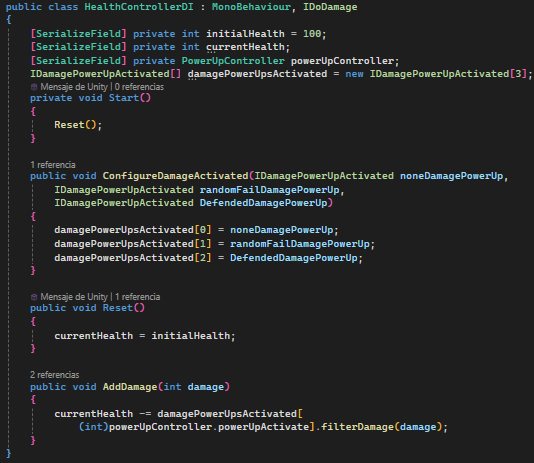 public class HealthControllerDI : MonoBehaviour, IDoDamage
{
[SerializeField] private int initialHealth = 100;
[SerializeField] private int currentHealth;
[SerializeField] private PowerUpController powerUpController;
IDamagePowerUpActivated[] damagePowerUpsActivated = new IDamagePowerUpActivated[3];
Mensaje de Unity | 0 referencias
private void Start()
{
Reset();
}
1 referencia
public void ConfigureDamageActivated(IDamagePowerUpActivated noneDamagePowerUp,
IDamagePowerUpActivated randomFailDamagePowerUp,
IDamagePowerUpActivated DefendedDamagePowerUp)
{
damagePowerUpsActivated[0] = noneDamagePowerUp;
damagePowerUpsActivated[1] = randomFailDamagePowerUp;
damagePowerUpsActivated[2] = DefendedDamagePowerUp;
}
Mensaje de Unity | 1 referencia
public void Reset()
{
currentHealth = initialHealth;
}
2 referencias
public void AddDamage(int damage)
{
currentHealth -= damagePowerUpsActivated[
(int)powerUpController.powerUpActivate].filterDamage(damage);
}
}